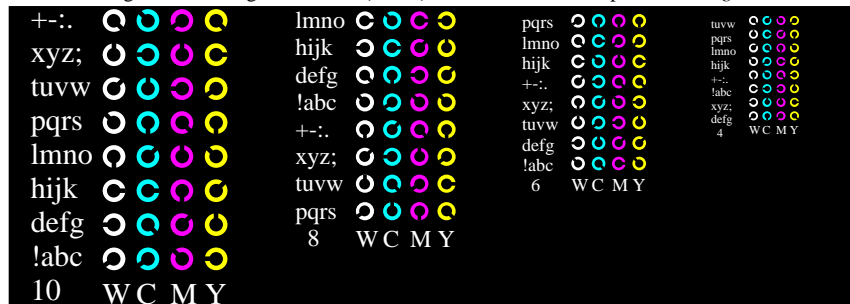 +-:.
xyz;
tuvw
pqrs
lmno
hijk
defg
!abc
10 W C M Y
lmno
hijk
defg
!abc
+-:.
xyz;
tuvw
pqrs
8 W C M Y
pqrs
lmno
hijk
+-:.
xyz;
tuvw
defg
!abc
6 W C M Y
tuvw
pqrs
lmno
hijk
+-:.
!abc
xyz;
defg
4 W C M Y